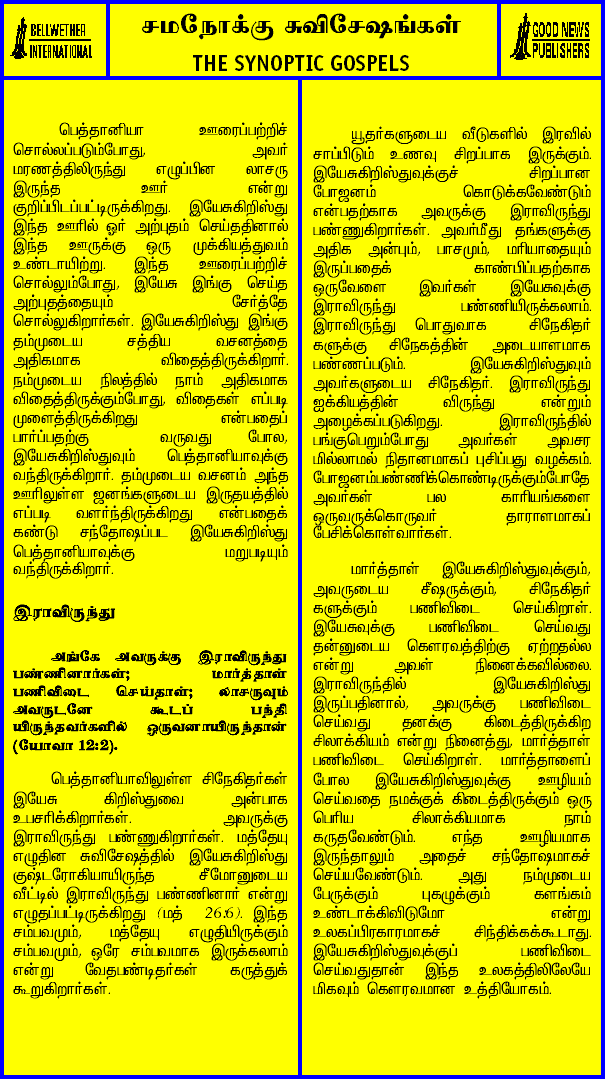 BELLWETHER
INTERNATIONAL
சமநோக்கு சுவிசேஷங்கள்
THE SYNOPTIC GOSPELS
GOOD NEWS
PUBLISHERS
பெத்தானியா ஊரைப்பற்றிச்
சொல்லப்படும்போது, அவர்
மரணத்திலிருந்து எழுப்பின லாசரு
இருந்த ஊர் என்று
குறிப்பிடப்பட்டிருக்கிறது. இயேசுகிறிஸ்து
இந்த ஊரில் ஓர் அற்புதம் செய்ததினால்
இந்த ஊருக்கு ஒரு முக்கியத்துவம்
உண்டாயிற்று. இந்த ஊரைப்பற்றிச்
சொல்லும்போது, இயேசு இங்கு செய்த
அற்புதத்தையும் சேர்த்தே
சொல்லுகிறார்கள். இயேசுகிறிஸ்து இங்கு
தம்முடைய சத்திய வசனத்தை
அதிகமாக விதைத்திருக்கிறார்.
நம்முடைய நிலத்தில் நாம் அதிகமாக
விதைத்திருக்கும்போது, விதைகள் எப்படி
முளைத்திருக்கிறது என்பதைப்
பார்ப்பதற்கு வருவது போல,
இயேசுகிறிஸ்துவும் பெத்தானியாவுக்கு
வந்திருக்கிறார். தம்முடைய வசனம் அந்த
ஊரிலுள்ள ஜனங்களுடைய இருதயத்தில்
எப்படி வளர்ந்திருக்கிறது என்பதைக்
கண்டு சந்தோஷப்பட இயேசுகிறிஸ்து
பெத்தானியாவுக்கு மறுபடியும்
வந்திருக்கிறார்.
இராவிருந்து
அங்கே அவருக்கு இராவிருந்து
பண்ணினார்கள்; மார்த்தாள்
பணிவிடை செய்தாள்; லாசருவும்
அவருடனே கூடப் பந்தி
யிருந்தவர்களில் ஒருவனாயிருந்தான்
(யோவா 12:2).
பெத்தானியாவிலுள்ள சிநேகிதர்கள்
இயேசு கிறிஸ்துவை அன்பாக
உபசரிக்கிறார்கள். அவருக்கு
இராவிருந்து பண்ணுகிறார்கள். மத்தேயு
எழுதின சுவிசேஷத்தில் இயேசுகிறிஸ்து
குஷ்டரோகியாயிருந்த சீமோனுடைய
வீட்டில் இராவிருந்து பண்ணினார் என்று
எழுதப்பட்டிருக்கிறது (மத் 26:6). இந்த
சம்பவமும், மத்தேயு எழுதியிருக்கும்
சம்பவமும், ஒரே சம்பவமாக இருக்கலாம்
என்று வேதபண்டிதர்கள் கருத்துக்
கூறுகிறார்கள்.
யூதர்களுடைய வீடுகளில் இரவில்
சாப்பிடும் உணவு சிறப்பாக இருக்கும்.
இயேசுகிறிஸ்துவுக்குச் சிறப்பான
போஜனம் கொடுக்கவேண்டும்
என்பதற்காக அவருக்கு இராவிருந்து
பண்ணுகிறார்கள். அவர்மீது தங்களுக்கு
அதிக அன்பும், பாசமும், மரியாதையும்
இருப்பதைக் காண்பிப்பதற்காக
ஒருவேளை இவர்கள் இயேசுவுக்கு
இராவிருந்து பண்ணியிருக்கலாம்.
இராவிருந்து பொதுவாக சிநேகிதர்
களுக்கு சிநேகத்தின் அடையாளமாக
பண்ணப்படும். இயேசுகிறிஸ்துவும்
அவர்களுடைய சிநேகிதர். இராவிருந்து
ஐக்கியத்தின் விருந்து என்றும்
அழைக்கப்படுகிறது. இராவிருந்தில்
பங்குபெறும்போது அவர்கள் அவசர
மில்லாமல் நிதானமாகப் புசிப்பது வழக்கம்.
போஜனம்பண்ணிக்கொண்டிருக்கும்போதே
அவர்கள் பல காரியங்களை
ஒருவருக்கொருவர் தாராளமாகப்
பேசிக்கொள்வார்கள்.
மார்த்தாள் இயேசுகிறிஸ்துவுக்கும்,
அவருடைய சீஷருக்கும், சிநேகிதர்
களுக்கும் பணிவிடை செய்கிறாள்.
இயேசுவுக்கு பணிவிடை செய்வது
தன்னுடைய கௌரவத்திற்கு ஏற்றதல்ல
என்று அவள் நினைக்கவில்லை.
இராவிருந்தில் இயேசுகிறிஸ்து
இருப்பதினால், அவருக்கு பணிவிடை
செய்வது தனக்கு கிடைத்திருக்கிற
சிலாக்கியம் என்று நினைத்து, மார்த்தாள்
பணிவிடை செய்கிறாள். மார்த்தாளைப்
போல இயேசுகிறிஸ்துவுக்கு ஊழியம்
செய்வதை நமக்குக் கிடைத்திருக்கும் ஒரு
பெரிய சிலாக்கியமாக நாம்
கருதவேண்டும். எந்த ஊழியமாக
இருந்தாலும் அதைச் சந்தோஷமாகச்
செய்யவேண்டும். அது நம்முடைய
பேருக்கும் புகழுக்கும் களங்கம்
உண்டாக்கிவிடுமோ என்று
உலகப்பிரகாரமாகச் சிந்திக்கக்கூடாது.
இயேசுகிறிஸ்துவுக்குப் பணிவிடை
செய்வதுதான் இந்த உலகத்திலிலேயே
மிகவும் கௌரவமான உத்தியோகம்.